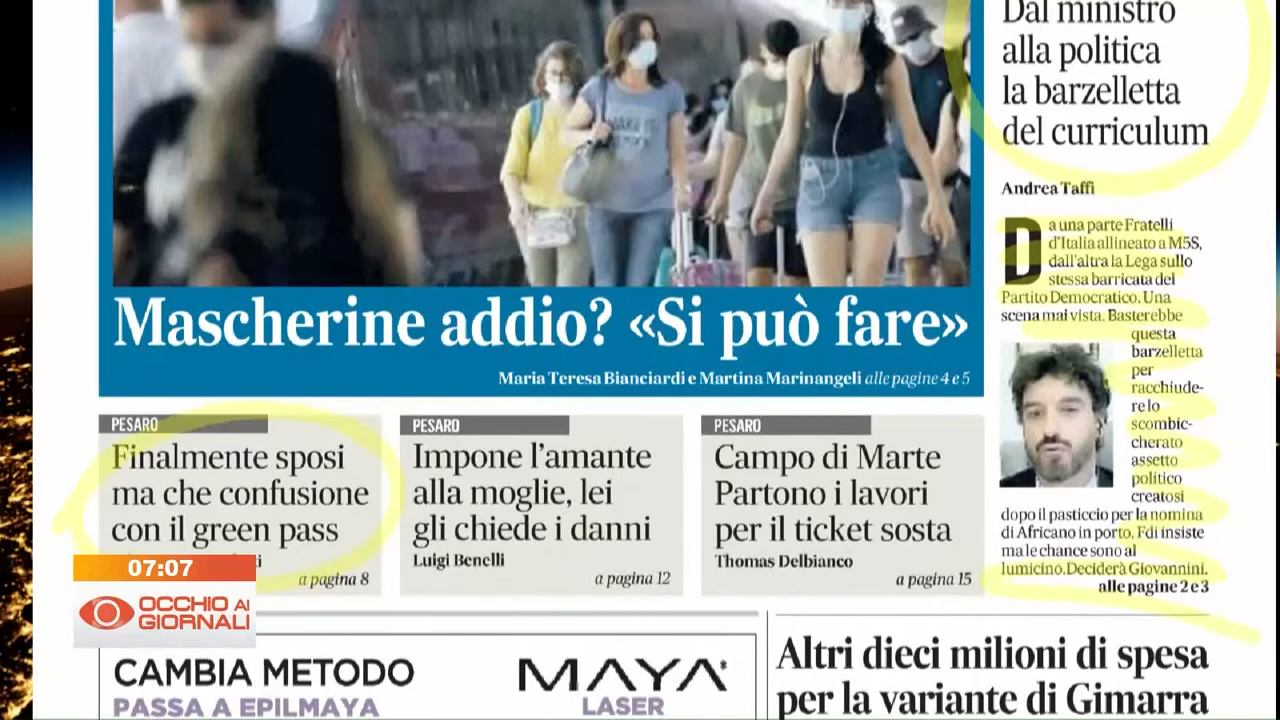 Dal ministro
alla politica
la barzelletta
del curriculum
Andrea Taffi
Da una parte Fratelli
d'Italia allineato a M5S,
dall'altra la Lega sullo
stessa barricata del
Partito Democratico. Una
scena mai vista. Basterebbe
questa
barzelletta
per
racchiude-
re lo
scombic-
cherato
assetto
politico
creatosi
dopo il pasticcio per la nomina
di Africano in porto. Fdi insiste
ma le chance sono al
lumicino.Deciderà Giovannini.
alle pagine 2 e 3
Mascherine addio? «Si può fare»
Maria Teresa Bianciardi e Martina Marinangeli alle pagine 4 e 5
PESARO
Finalmente sposi
ma che confusione
con il green pass
a pagina 8
PESARO
Impone l'amante
alla moglie, lei
gli chiede i danni
Luigi Benelli
a pagina 12
PESARO
Campo di Marte
Partono i lavori
per il ticket sosta
Thomas Delbianco
a pagina 15
07:07
OCCHIO AI
GIORNALI
CAMBIA METODO
PASSA A EPILMAYA
MAYA
LASER
Altri dieci milioni di spesa
per la variante di Gimarra